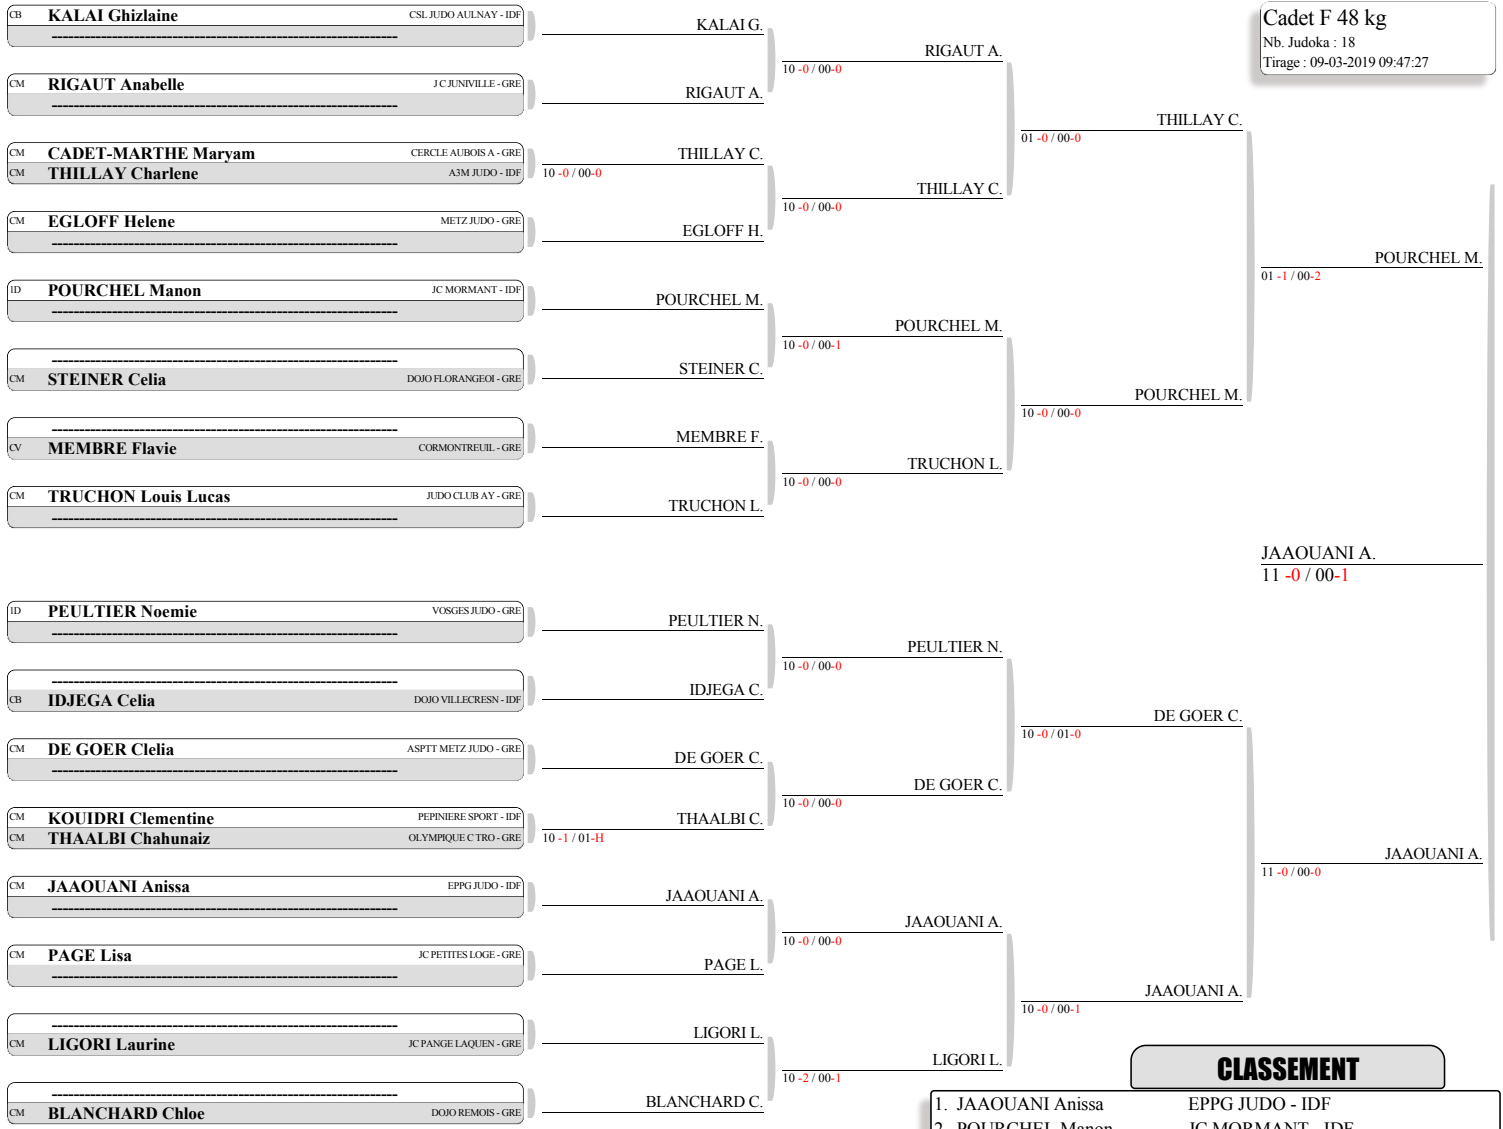 Cadet F 48 kg
Nb. Judoka : 18
Tirage : 09-03-2019 09:47:27
CB KALAI Ghizlaine CSL JUDO AULNAY - IDF
------------------------------------------------------------
CM RIGAUT Anabelle J C JUNIVILLE - GRE
------------------------------------------------------------
CM CADET-MARTHE Maryam CERCLE AUBOIS A - GRE
CM THILLAY Charlene A3M JUDO - IDF
CM EGLOFF Helene METZ JUDO - GRE
------------------------------------------------------------
1D POURCHEL Manon JC MORMANT - IDF
------------------------------------------------------------
------------------------------------------------------------
CM STEINER Celia DOJO FLORANGEOI - GRE
------------------------------------------------------------
CV MEMBRE Flavie CORMONTREUIL - GRE
CM TRUCHON Louis Lucas JUDO CLUB AY - GRE
------------------------------------------------------------
1D PEULTIER Noemie VOSGES JUDO - GRE
------------------------------------------------------------
------------------------------------------------------------
CB IDJEGA Celia DOJO VILLECRESN - IDF
CM DE GOER Clelia ASPTT METZ JUDO - GRE
------------------------------------------------------------
CM KOUIDRI Clementine PEPINIERE SPORT - IDF
CM THAALBI Chahunaiz OLYMPIQUE C TRO - GRE
CM JAAOUANI Anissa EPPG JUDO - IDF
------------------------------------------------------------
CM PAGE Lisa JC PETITES LOGE - GRE
------------------------------------------------------------
------------------------------------------------------------
CM LIGORI Laurine JC PANGE LAQUEN - GRE
------------------------------------------------------------
CM BLANCHARD Chloe DOJO REMOIS - GRE
KALAI G.
RIGAUT A.
THILLAY C.
10 -0 / 00-0
EGLOFF H.
POURCHEL M.
STEINER C.
MEMBRE F.
TRUCHON L.
PEULTIER N.
IDJEGA C.
DE GOER C.
THAALBI C.
10 -1 / 01-H
JAAOUANI A.
PAGE L.
LIGORI L.
BLANCHARD C.
RIGAUT A.
10 -0 / 00-0
THILLAY C.
10 -0 / 00-0
POURCHEL M.
10 -0 / 00-1
TRUCHON L.
10 -0 / 00-0
PEULTIER N.
10 -0 / 00-0
DE GOER C.
10 -0 / 00-0
JAAOUANI A.
10 -0 / 00-0
LIGORI L.
10 -2 / 00-1
THILLAY C.
01 -0 / 00-0
POURCHEL M.
10 -0 / 00-0
DE GOER C.
10 -0 / 01-0
JAAOUANI A.
10 -0 / 00-1
POURCHEL M.
01 -1 / 00-2
JAAOUANI A.
11 -0 / 00-0
JAAOUANI A.
11 -0 / 00-1
CLASSEMENT
1. JAAOUANI Anissa EPPG JUDO - IDF
2. POURCHEL Manon JC MORMANT - IDF